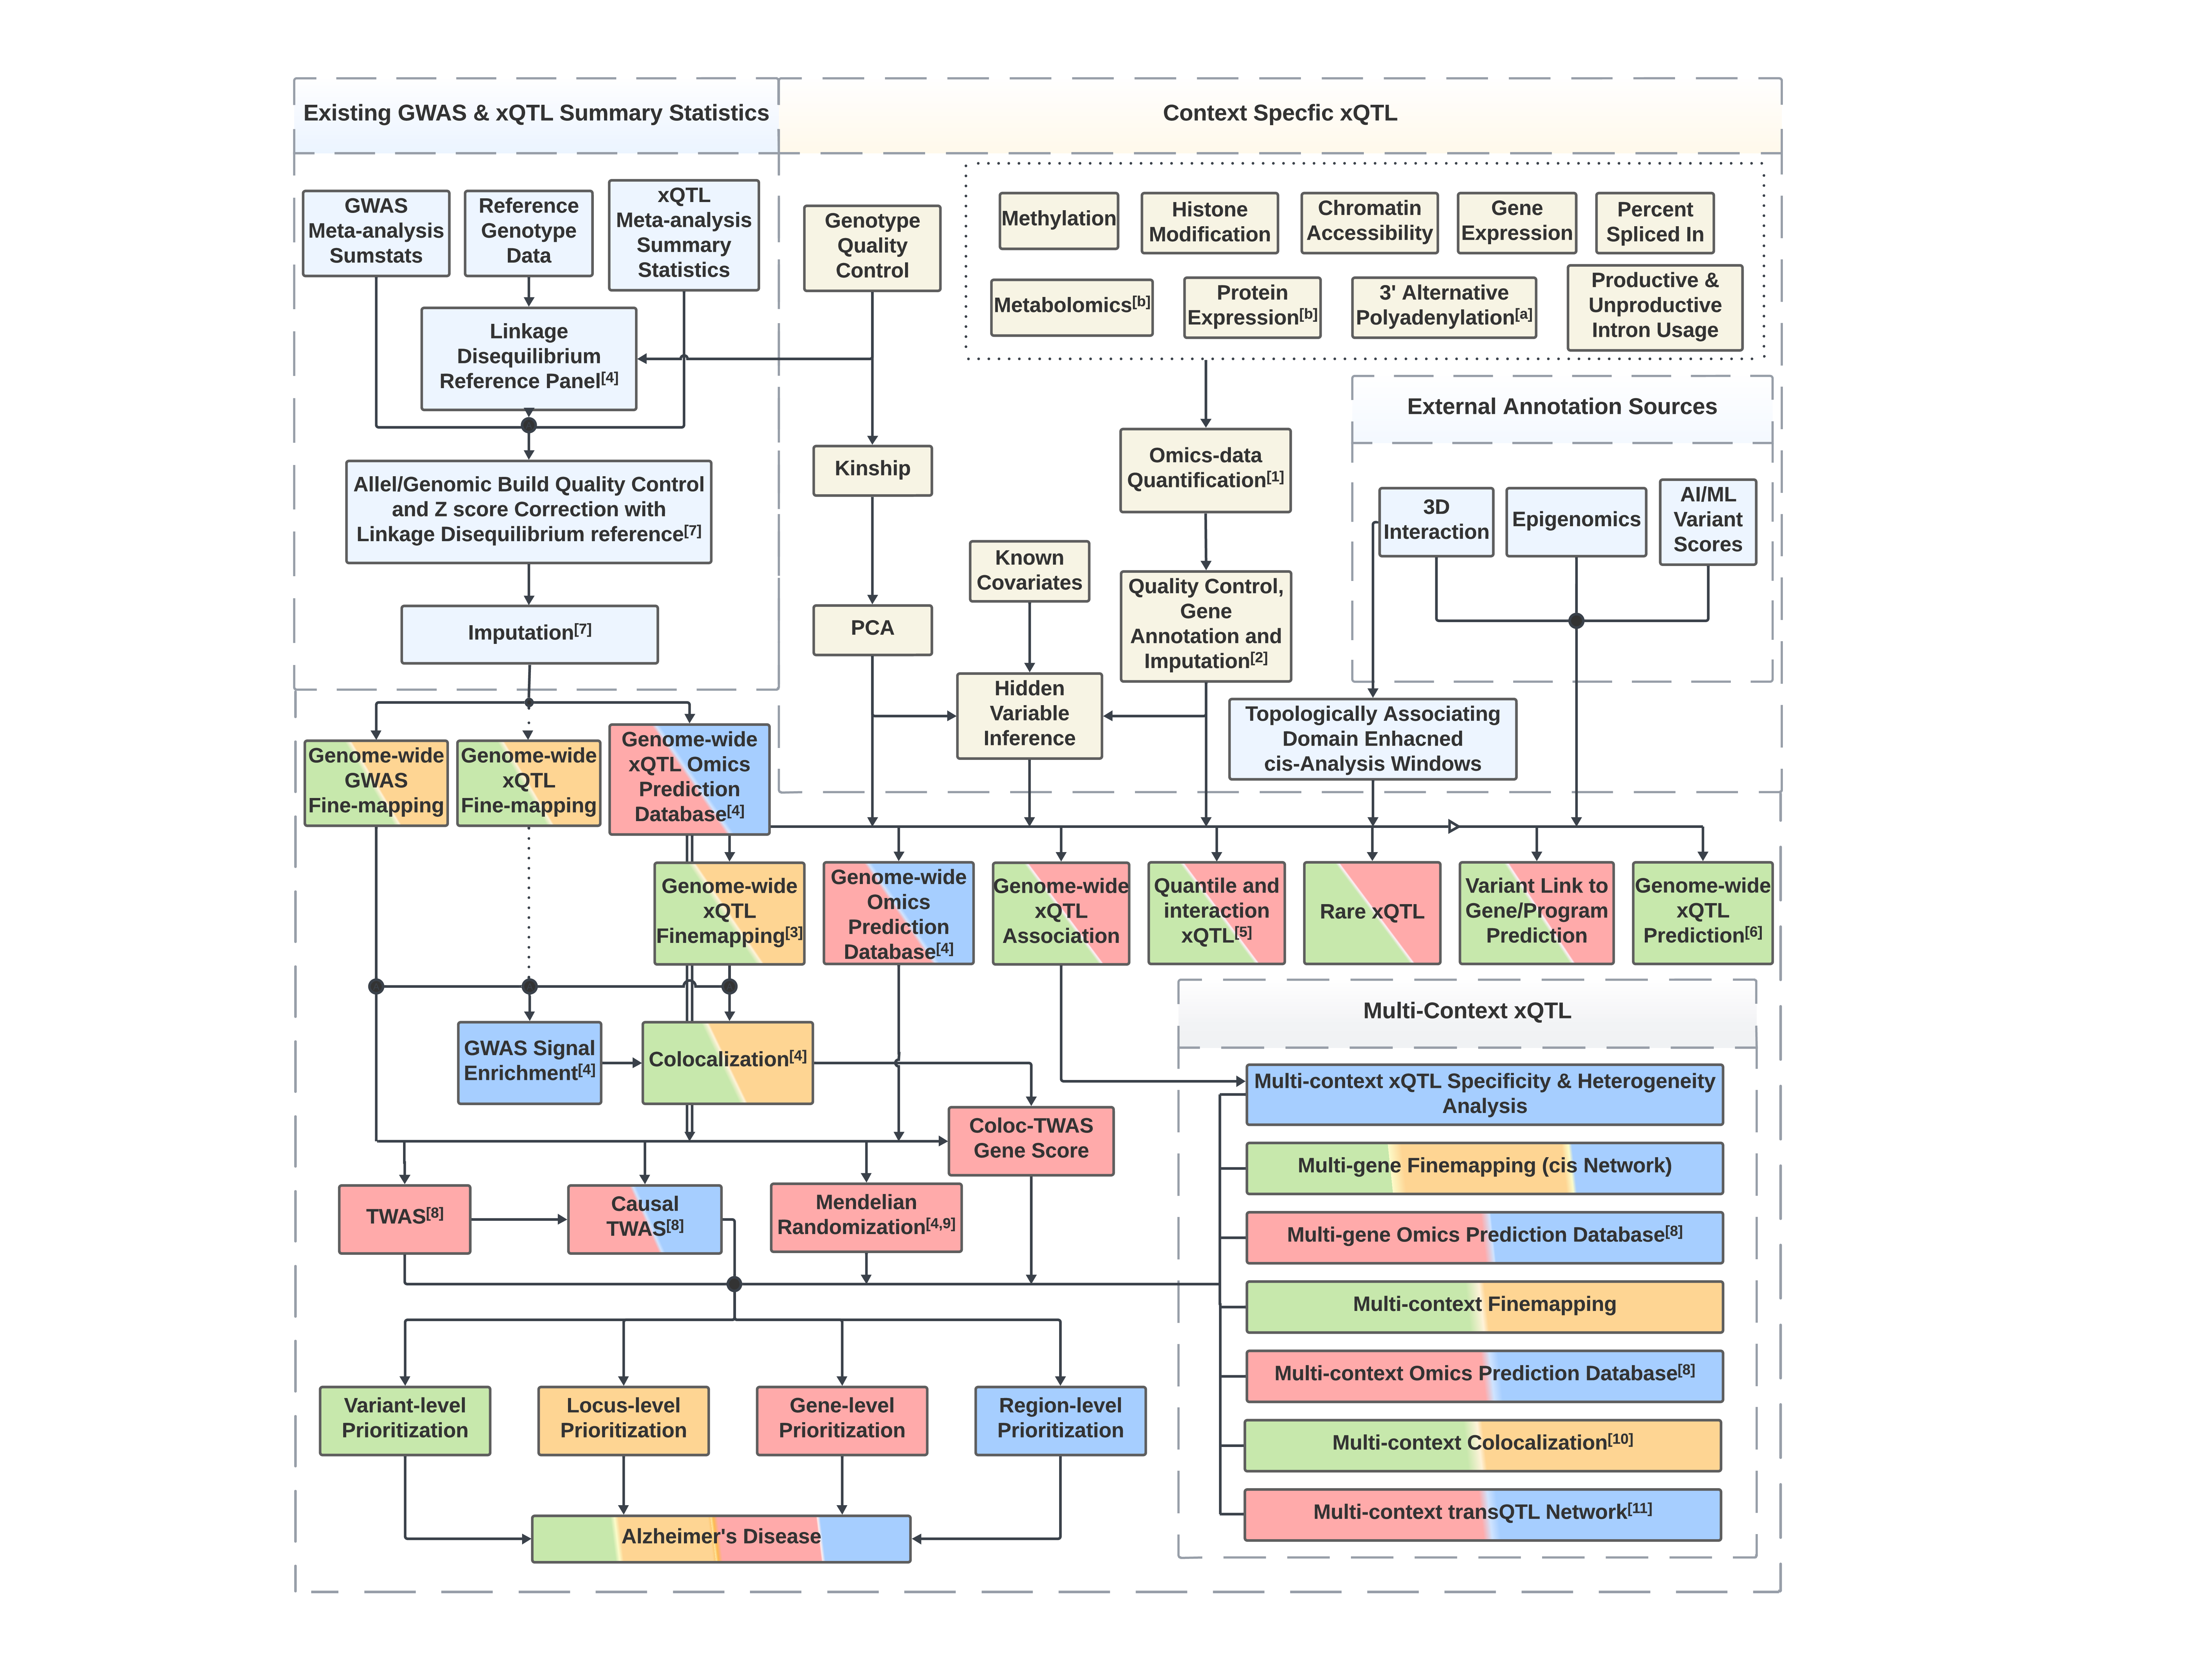 Existing GWAS & xQTL Summary Statistics
Context Specfic xQTL
GWAS
Meta-analysis
Sumstats
Reference
Genotype
Data
xQTL
Meta-analysis
Summary
Statistics
Genotype
Quality
Control
Methylation
Histone
Modification
Chromatin
Accessibility
Gene
Expression
Percent
Spliced In
Metabolomics[b]
Protein
Expression[b]
3' Alternative
Polyadenylation[a]
Productive &
Unproductive
Intron Usage
Linkage
Disequilibrium
Reference Panel[4]
External Annotation Sources
Kinship
Omics-data
Quantification[1]
Allel/Genomic Build Quality Control
and Z score Correction with
Linkage Disequilibrium reference[7]
3D
Interaction
Epigenomics
AI/ML
Variant
Scores
Known
Covariates
Quality Control,
Gene
Annotation and
Imputation[2]
Imputation[7]
PCA
Hidden
Variable
Inference
Topologically Associating
Domain Enhacned
cis-Analysis Windows
Genome-wide
GWAS
Fine-mapping
Genome-wide
xQTL
Fine-mapping
Genome-wide
xQTL Omics
Prediction
Database[4]
Genome-wide
xQTL
Finemapping[3]
Genome-wide
Omics
Prediction
Database[4]
Genome-wide
xQTL
Association
Quantile and
interaction
xQTL[5]
Rare xQTL
Variant Link to
Gene/Program
Prediction
Genome-wide
xQTL
Prediction[6]
Multi-Context xQTL
GWAS Signal
Enrichment[4]
Colocalization[4]
Multi-context xQTL Specificity & Heterogeneity
Analysis
Coloc-TWAS
Gene Score
Multi-gene Finemapping (cis Network)
TWAS[8]
Causal
TWAS[8]
Mendelian
Randomization[4,9]
Multi-gene Omics Prediction Database[8]
Multi-context Finemapping
Multi-context Omics Prediction Database[8]
Variant-level
Prioritization
Locus-level
Prioritization
Gene-level
Prioritization
Region-level
Prioritization
Multi-context Colocalization[10]
Multi-context transQTL Network[11]
Alzheimer's Disease